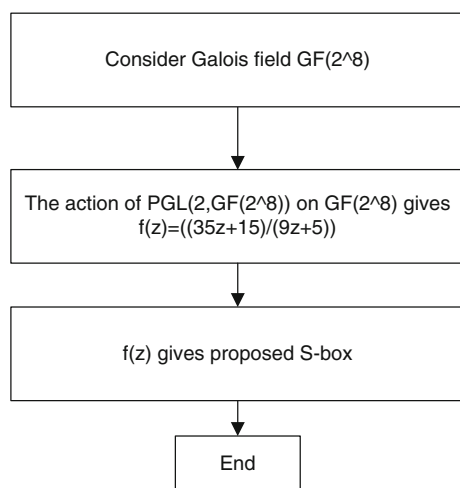 Consider Galois field GF(2^8)
The action of PGL(2,GF(2^8)) on GF(2^8) gives
f(z)=((35z+15)/(9z+5))
f(z) gives proposed S-box
End